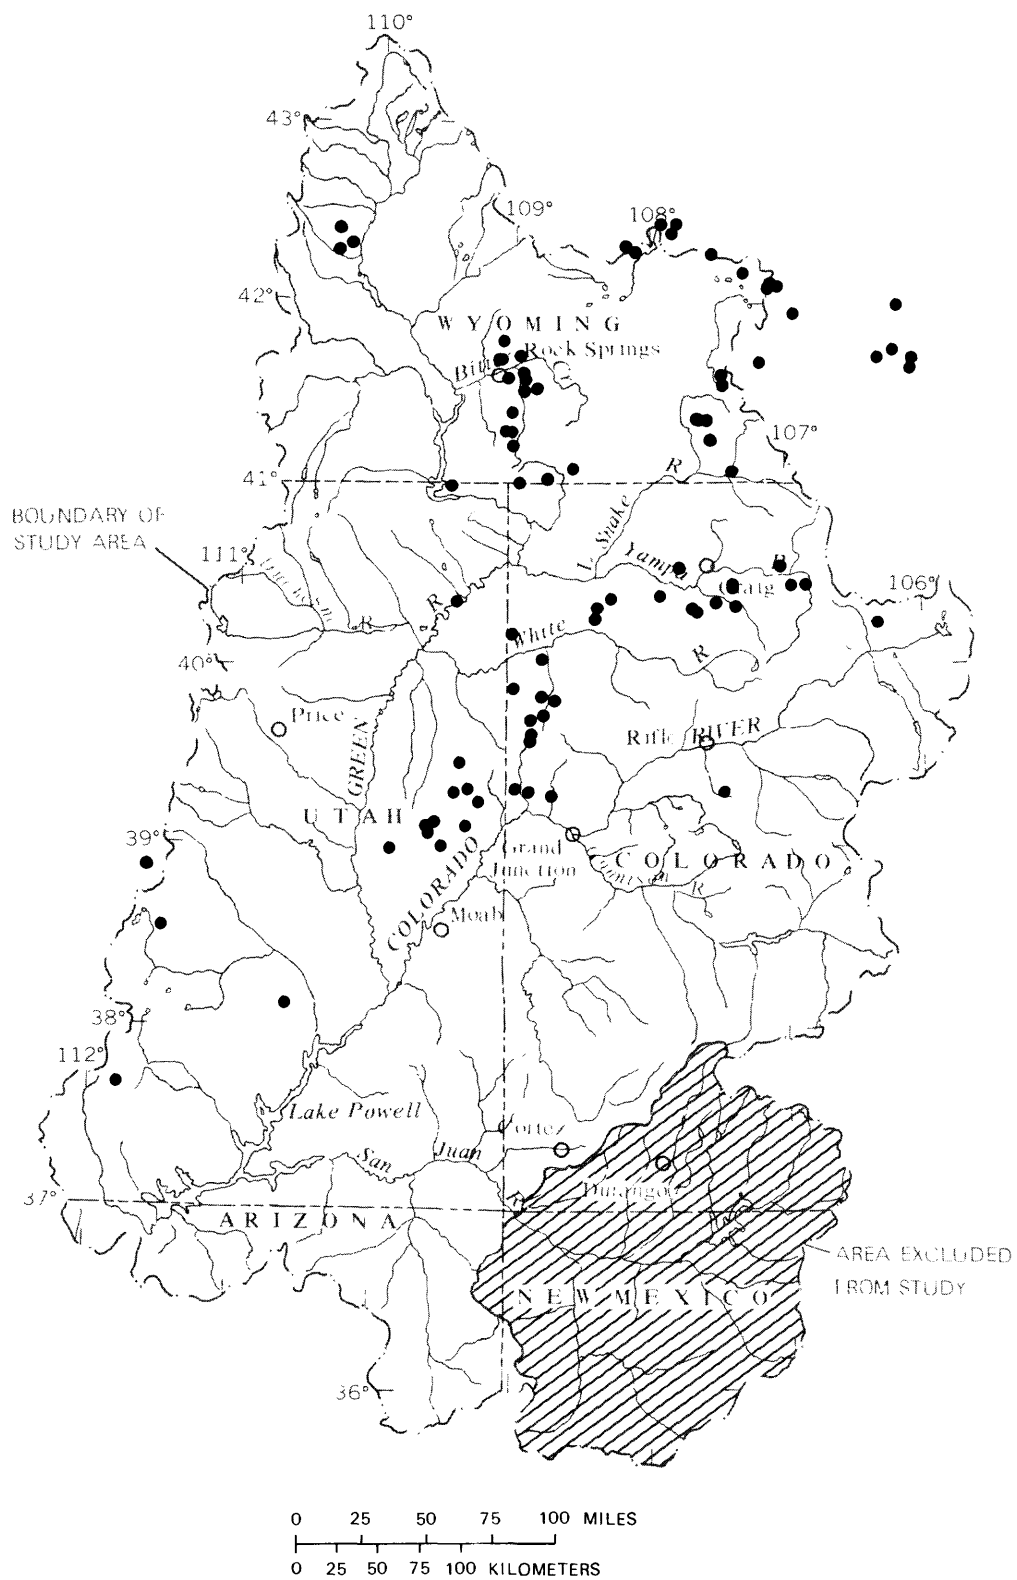 110°
43°
109°
108°
42°
WYOMING
Rock Springs
Bitter
107°
41°
R
BOUNDARY OF
STUDY AREA
L. Snake
Yampa
R
111°
Craig
106°
R
R
White
R
40°
Price
GREEN
Rifle
RIVER
UTAH
39°
Grand
Junction
COLORADO
COLORADO
Gunnison
R
Moab
38°
112°
Lake Powell
Cortez
San
Juan
R
Durango
37°
ARIZONA
AREA EXCLUDED
FROM STUDY
NEW MEXICO
36°
0 25 50 75 100 MILES
0 25 50 75 100 KILOMETERS